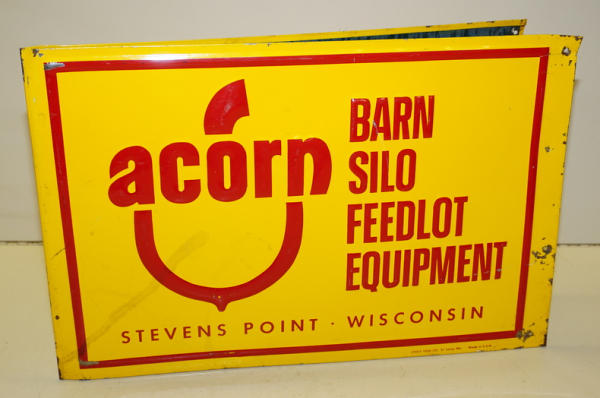 acorn
BARN
SILO
FEEDLOT
EQUIPMENT
STEVENS POINT · WISCONSIN